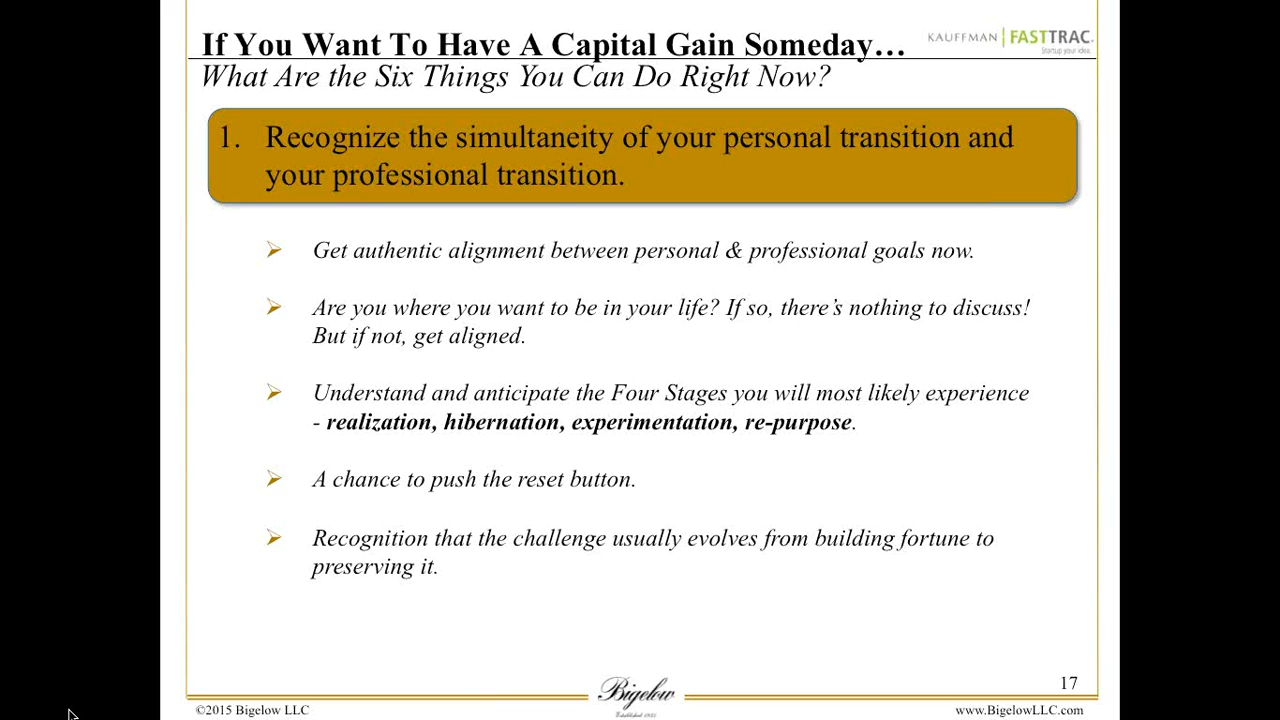 If You Want To Have A Capital Gain Someday…
KAUFFMAN | FASTTRAC.
Startup your idea.
What Are the Six Things You Can Do Right Now?
1. Recognize the simultaneity of your personal transition and
your professional transition.
➢ Get authentic alignment between personal & professional goals now.
➢ Are you where you want to be in your life? If so, there’s nothing to discuss!
But if not, get aligned.
➢ Understand and anticipate the Four Stages you will most likely experience
- realization, hibernation, experimentation, re-purpose.
➢ A chance to push the reset button.
➢ Recognition that the challenge usually evolves from building fortune to
preserving it.
17
Bigelow
©2015 Bigelow LLC
www.BigelowLLC.com